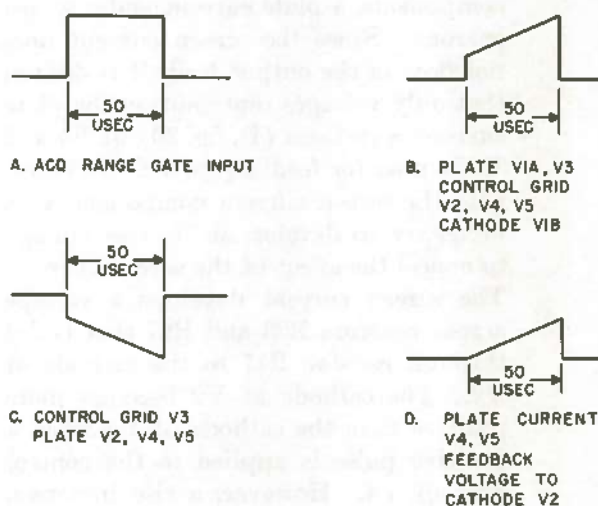 50
USEC
A. ACQ RANGE GATE INPUT
50
USEC
B. PLATE V1A, V3
CONTROL GRID
V2, V4, V5
CATHODE V1B
50
USEC
C. CONTROL GRID V3
PLATE V2, V4, V5
50
USEC
D. PLATE CURRENT
V4, V5
FEEDBACK
VOLTAGE TO
CATHODE V2